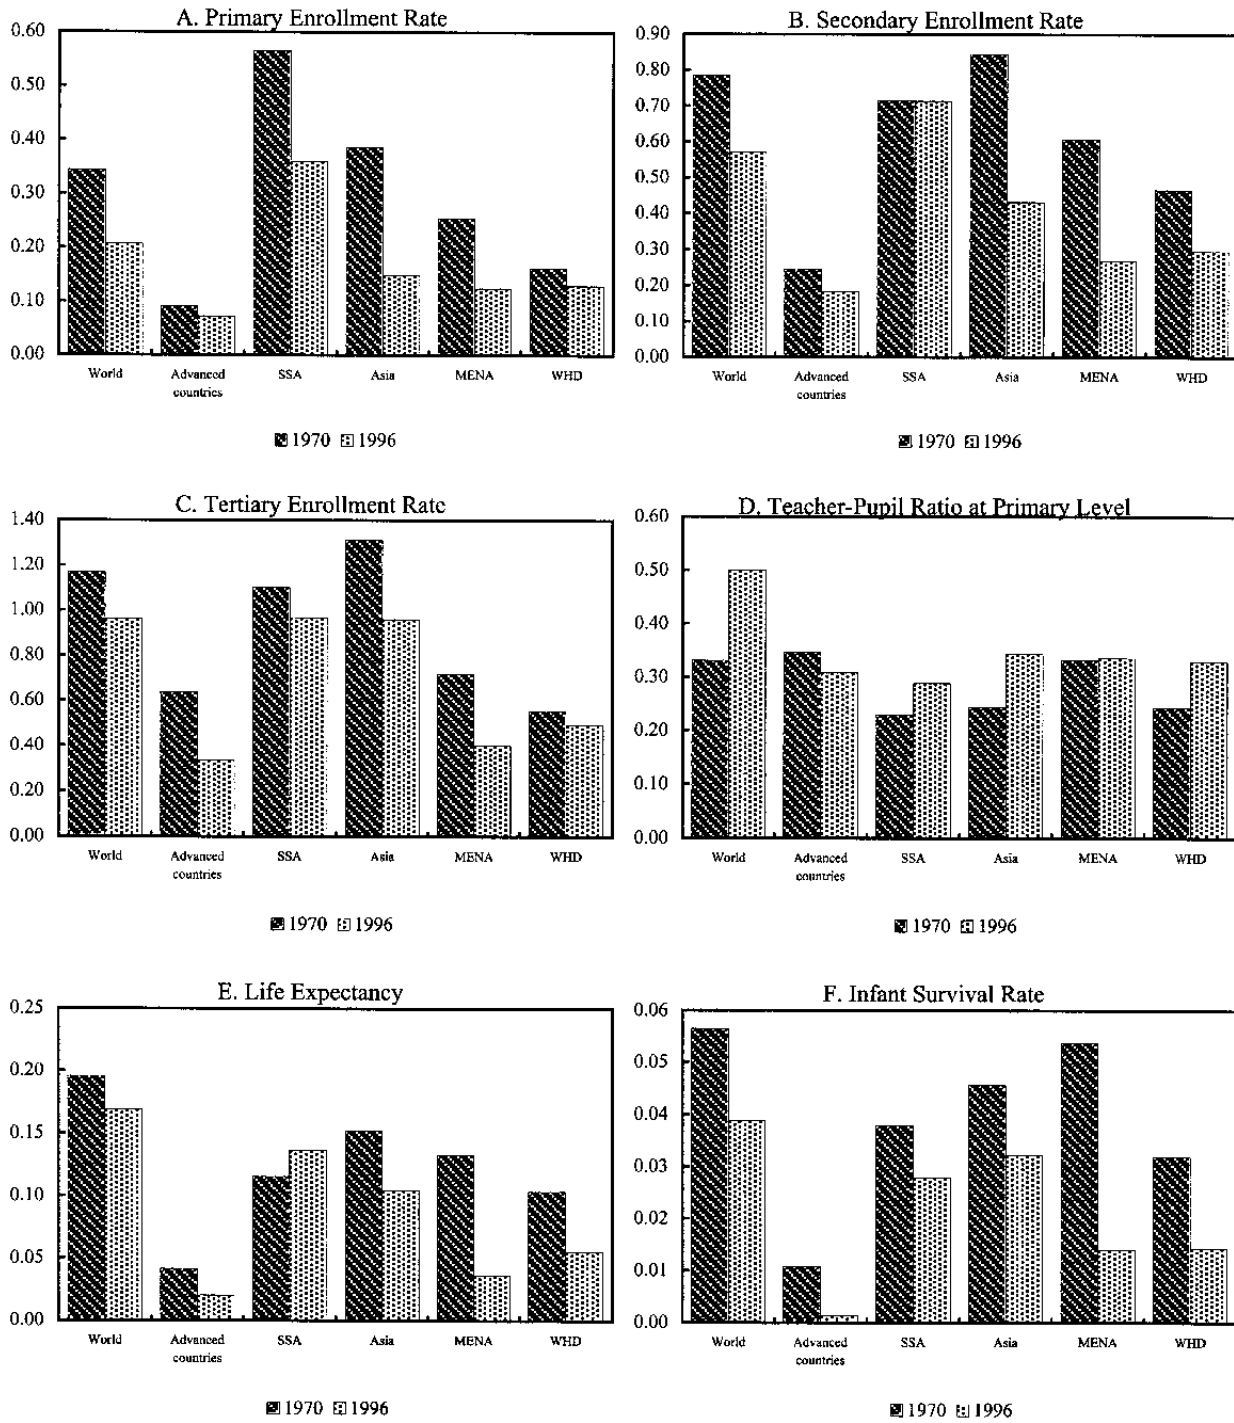 A. Primary Enrollment Rate
0.60
0.50
0.40
0.30
0.20
0.10
0.00
World
Advanced countries
SSA
Asia
MENA
WHD
1970 1996
B. Secondary Enrollment Rate
0.90
0.80
0.70
0.60
0.50
0.40
0.30
0.20
0.10
0.00
World
Advanced countries
SSA
Asia
MENA
WHD
1970 1996
C. Tertiary Enrollment Rate
1.40
1.20
1.00
0.80
0.60
0.40
0.20
0.00
World
Advanced countries
SSA
Asia
MENA
WHD
1970 1996
D. Teacher-Pupil Ratio at Primary Level
0.60
0.50
0.40
0.30
0.20
0.10
0.00
World
Advanced countries
SSA
Asia
MENA
WHD
1970 1996
E. Life Expectancy
0.25
0.20
0.15
0.10
0.05
0.00
World
Advanced countries
SSA
Asia
MENA
WHD
1970 1996
F. Infant Survival Rate
0.06
0.05
0.04
0.03
0.02
0.01
0.00
World
Advanced countries
SSA
Asia
MENA
WHD
1970 1996